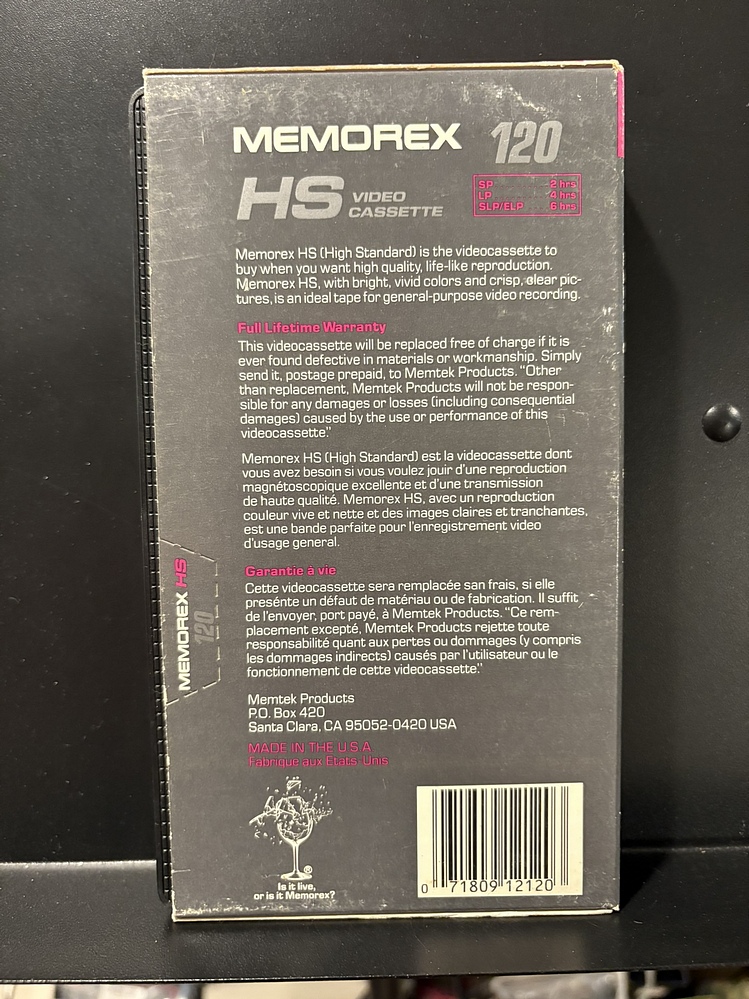 MEMOREX 120
HS VIDEO
CASSETTE
SP 2 hrs
LP 4 hrs
SLP/ELP 6 hrs
Memorex HS (High Standard) is the videocassette to
buy when you want high quality, life-like reproduction.
Memorex HS, with bright, vivid colors and crisp, clear pic-
tures, is an ideal tape for general-purpose video recording.
Full Lifetime Warranty
This videocassette will be replaced free of charge if it is
ever found defective in materials or workmanship. Simply
send it, postage prepaid, to Memtek Products. “Other
than replacement, Memtek Products will not be respon-
sible for any damages or losses (including consequential
damages) caused by the use or performance of this
videocassette.”
Memorex HS (High Standard) est la videocassette dont
vous avez besoin si vous voulez jouir d'une reproduction
magnétoscopique excellente et d'une transmission
de haute qualité. Memorex HS, avec un reproduction
couleur vive et nette et des images claires et tranchantes,
est une bande parfaite pour l'enregistrement video
d'usage general.
Garantie à vie
Cette videocassette sera remplacée san frais, si elle
presénte un défaut de matériau ou de fabrication. Il suffit
de l'envoyer, port payé, à Memtek Products. “Ce rem-
placement excepté, Memtek Products rejette toute
responsabilité quant aux pertes ou dommages (y compris
les dommages indirects) causés par l'utilisateur ou le
fonctionnement de cette videocassette.”
Memtek Products
P.O. Box 420
Santa Clara, CA 95052-0420 USA
MADE IN THE U.S.A.
Fabrique aux États-Unis
MEMOREX HS
120
®
Is it live,
or is it Memorex?
0 71809 12120